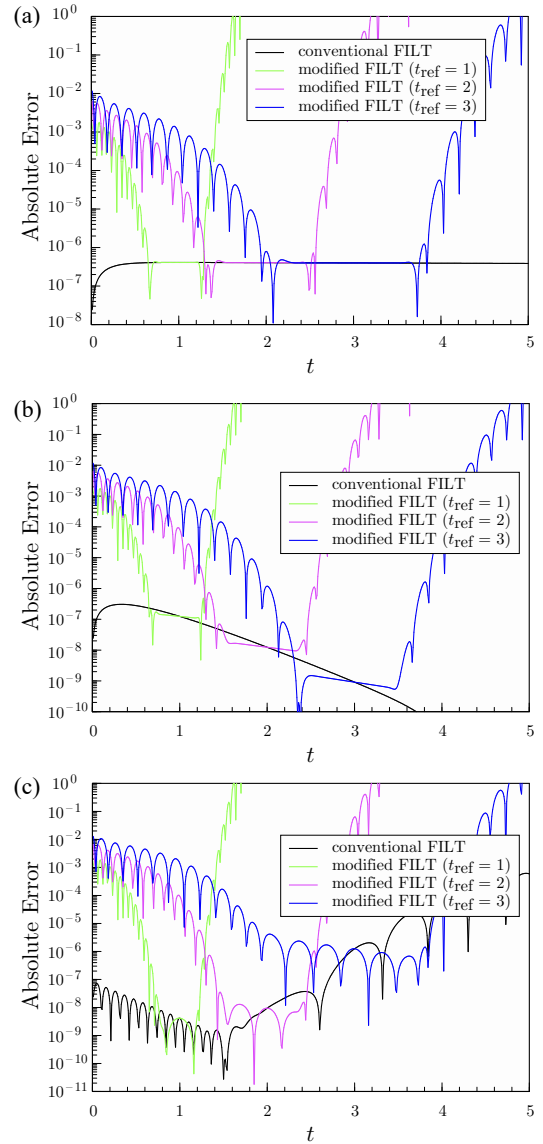 (a)
10^0
10^-1
10^-2
10^-3
10^-4
10^-5
10^-6
10^-7
10^-8
Absolute Error
conventional FILT
modified FILT (t_ref = 1)
modified FILT (t_ref = 2)
modified FILT (t_ref = 3)
0 1 2 3 4 5
t
(b)
10^0
10^-1
10^-2
10^-3
10^-4
10^-5
10^-6
10^-7
10^-8
10^-9
10^-10
Absolute Error
conventional FILT
modified FILT (t_ref = 1)
modified FILT (t_ref = 2)
modified FILT (t_ref = 3)
0 1 2 3 4 5
t
(c)
10^0
10^-1
10^-2
10^-3
10^-4
10^-5
10^-6
10^-7
10^-8
10^-9
10^-10
10^-11
Absolute Error
conventional FILT
modified FILT (t_ref = 1)
modified FILT (t_ref = 2)
modified FILT (t_ref = 3)
0 1 2 3 4 5
t